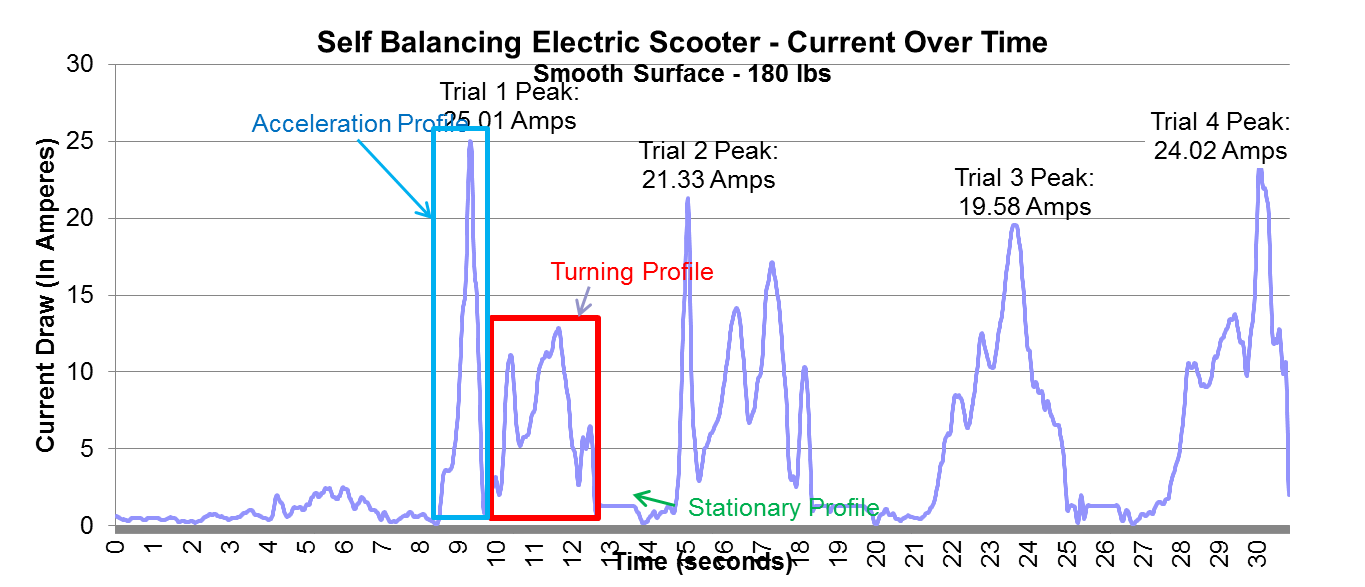 Self Balancing Electric Scooter - Current Over Time
Smooth Surface - 180 lbs
Trial 1 Peak:
25.01 Amps
Acceleration Profile
Trial 2 Peak:
21.33 Amps
Trial 3 Peak:
19.58 Amps
Trial 4 Peak:
24.02 Amps
Turning Profile
Stationary Profile
Current Draw (In Amperes)
30
25
20
15
10
5
0
0 1 2 3 4 5 6 7 8 9 10 11 12 13 14 15 16 17 18 19 20 21 22 23 24 25 26 27 28 29 30
Time (seconds)